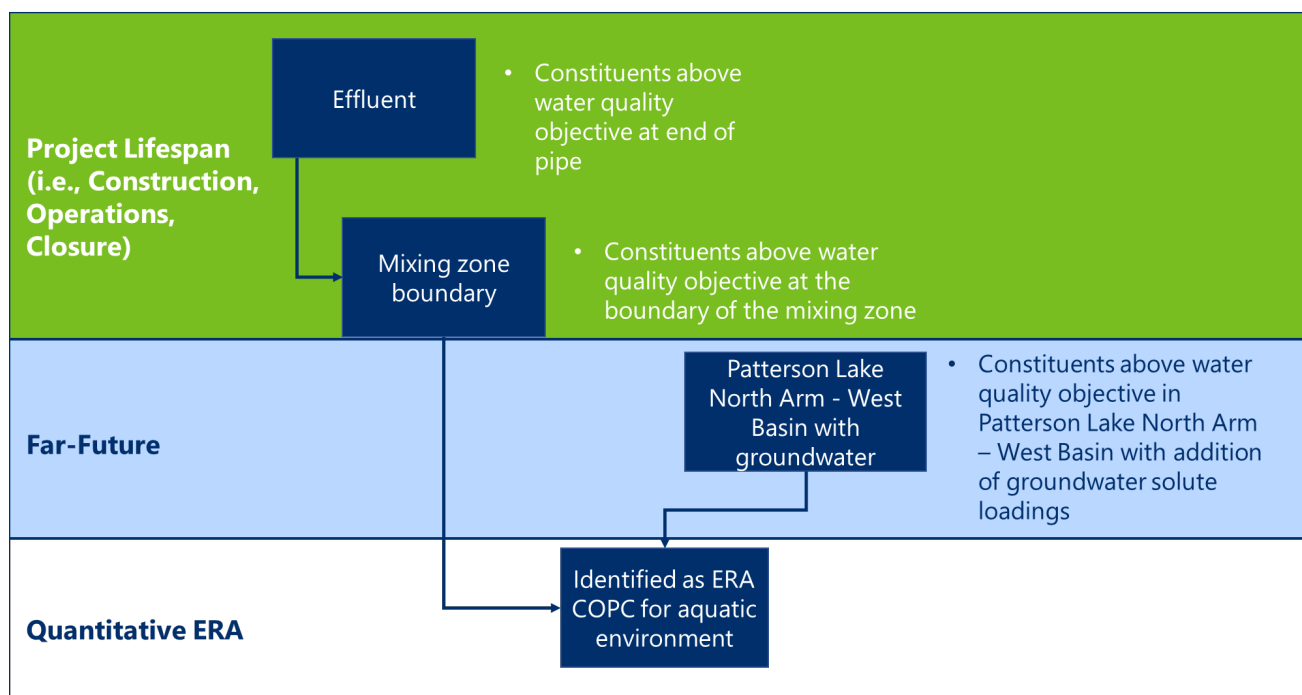 Project Lifespan
(i.e., Construction,
Operations,
Closure)
Effluent
• Constituents above
water quality
objective at end of
pipe
Mixing zone
boundary
• Constituents above water
quality objective at the
boundary of the mixing zone
Far-Future
Patterson Lake
North Arm - West
Basin with
groundwater
• Constituents above water
quality objective in
Patterson Lake North Arm
– West Basin with addition
of groundwater solute
loadings
Quantitative ERA
Identified as ERA
COPC for aquatic
environment